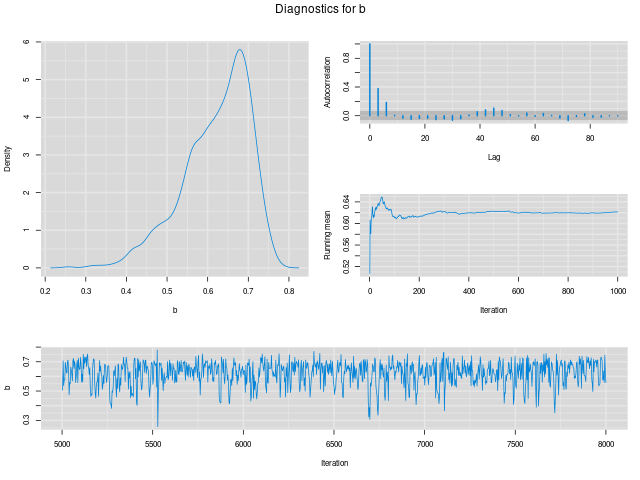 Diagnostics for b
Density
0 1 2 3 4 5 6
0.2 0.3 0.4 0.5 0.6 0.7 0.8
b
Autocorrelation
0.0 0.4 0.8
0 20 40 60 80
Lag
Running mean
0.52 0.56 0.60 0.64
0 200 400 600 800 1000
Iteration
b
0.3 0.5 0.7
5000 5500 6000 6500 7000 7500 8000
Iteration